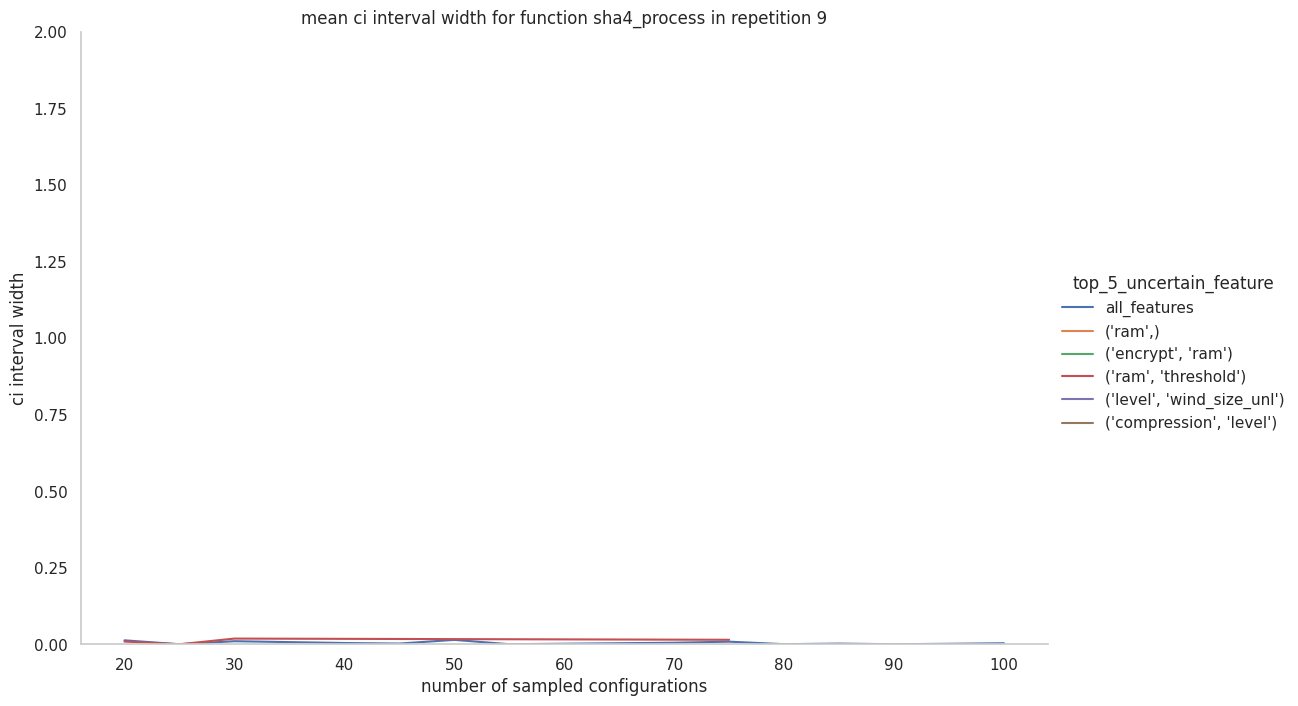 mean ci interval width for function sha4_process in repetition 9
2.00
1.75
1.50
1.25
1.00
0.75
0.50
0.25
0.00
ci interval width
20 30 40 50 60 70 80 90 100
number of sampled configurations
top_5_uncertain_feature
all_features
('ram',)
('encrypt', 'ram')
('ram', 'threshold')
('level', 'wind_size_unl')
('compression', 'level')